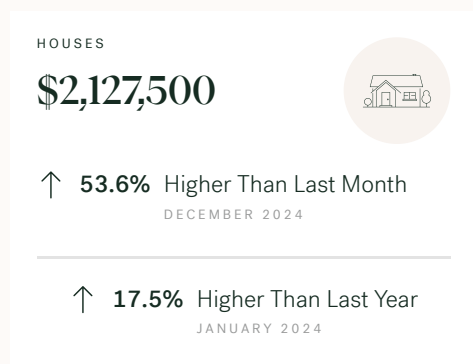 HOUSES
$2,127,500
53.6% Higher Than Last Month
DECEMBER 2024
17.5% Higher Than Last Year
JANUARY 2024